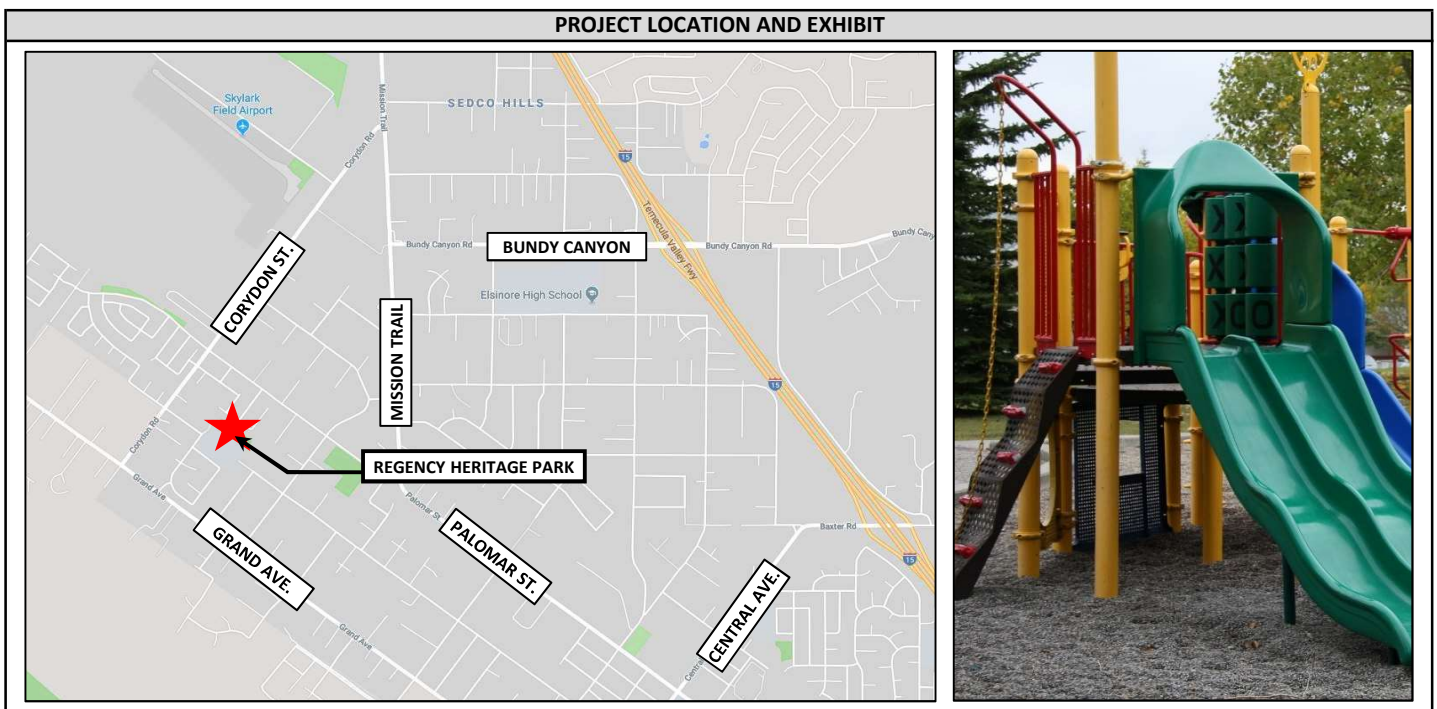 PROJECT LOCATION AND EXHIBIT
Skylark
Field Airport
SEDCO HILLS
Mission Trail
Corydon Rd
15
Temecula Valley Fwy
CORYDON ST.
Bundy Canyon Rd
BUNDY CANYON
Bundy Canyon Rd
Bundy Cany
Elsinore High School
MISSION TRAIL
15
Corydon Rd
REGENCY HERITAGE PARK
Grand Ave
Palomar St
GRAND AVE.
PALOMAR ST.
Baxter Rd
15
CENTRAL AVE.
Grand Ave
Central
X
X
X O O